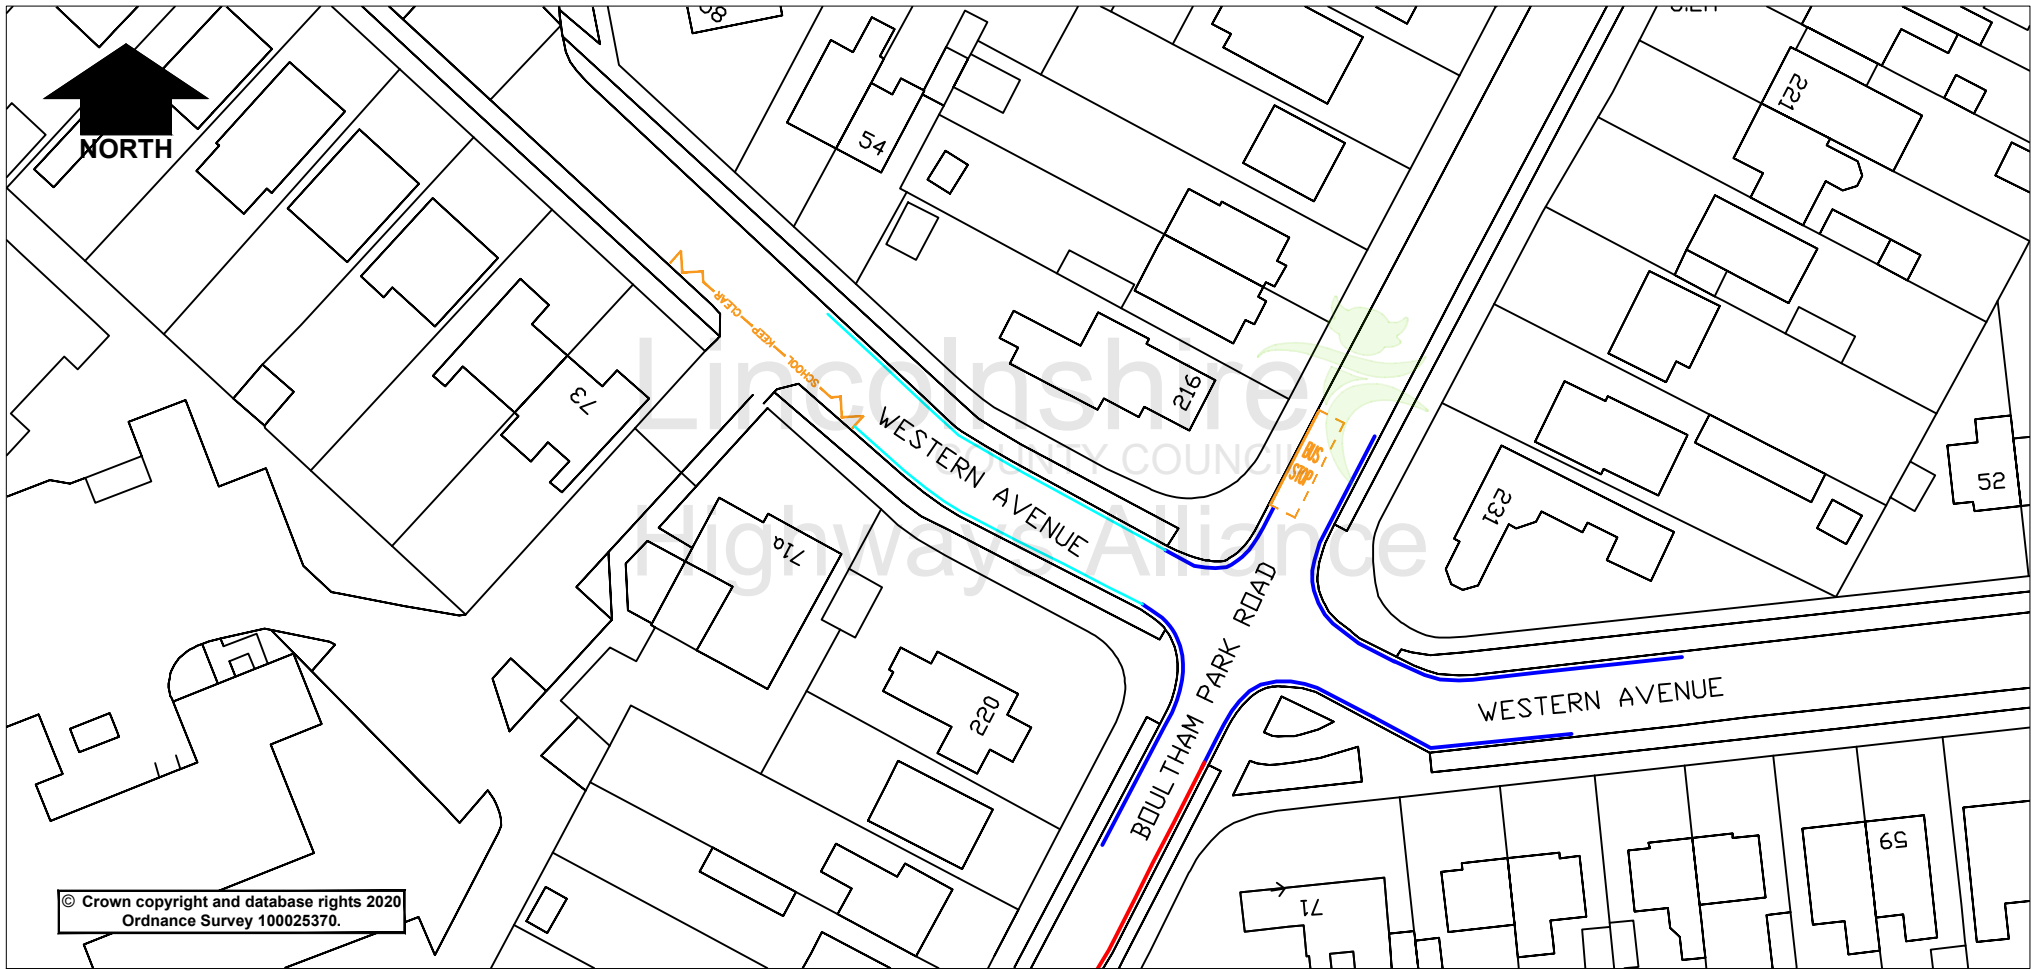 58
NORTH
54
221
73
SCHOOL KEEP CLEAR
216
BUS
STOP
Lincolnshire
COUNTY COUNCIL
Highways Alliance
WESTERN AVENUE
231
52
71a
BOULTHAM PARK ROAD
220
WESTERN AVENUE
59
71
© Crown copyright and database rights 2020
Ordnance Survey 100025370.